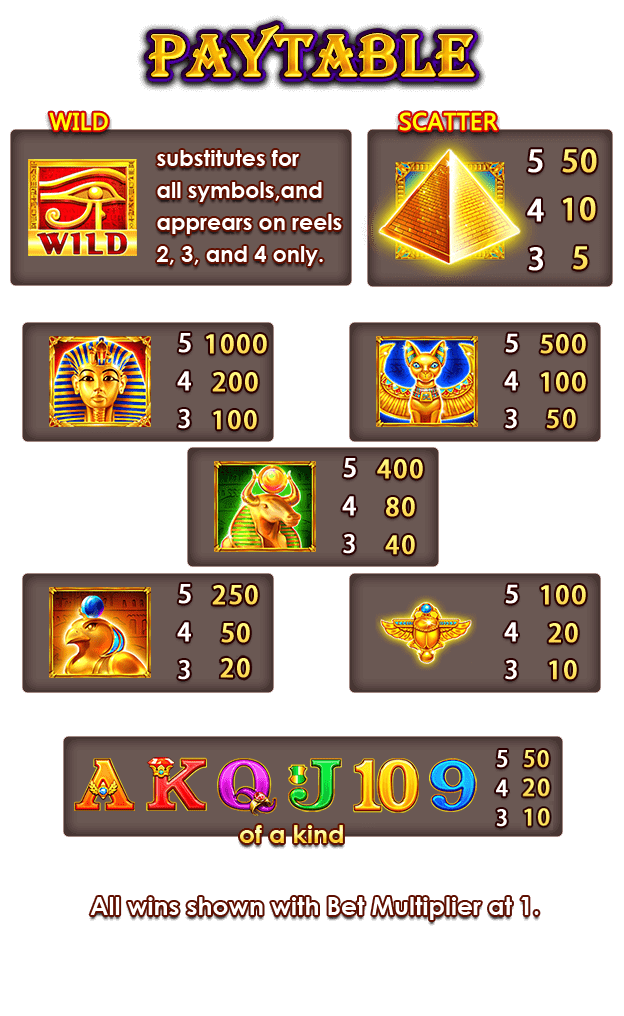 PAYTABLE
WILD
SCATTER
WILD
substitutes for
all symbols,and
apprears on reels
2, 3, and 4 only.
5 50
4 10
3 5
5 1000
4 200
3 100
5 500
4 100
3 50
5 400
4 80
3 40
5 250
4 50
3 20
5 100
4 20
3 10
A K Q J 10 9
5 50
4 20
3 10
of a kind
All wins shown with Bet Multiplier at 1.